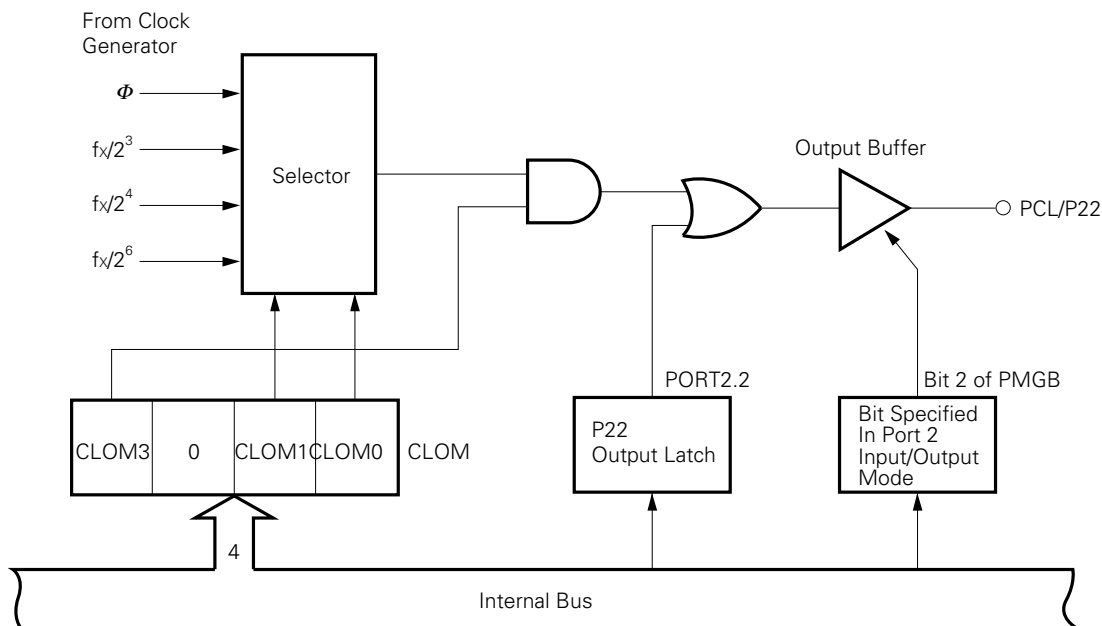 From Clock
Generator
Φ
fx/2³
fx/2⁴
fx/2⁶
Selector
Output Buffer
PCL/P22
PORT2.2
Bit 2 of PMGB
CLOM3 0 CLOM1 CLOM0 CLOM
P22
Output Latch
Bit Specified
In Port 2
Input/Output
Mode
4
Internal Bus